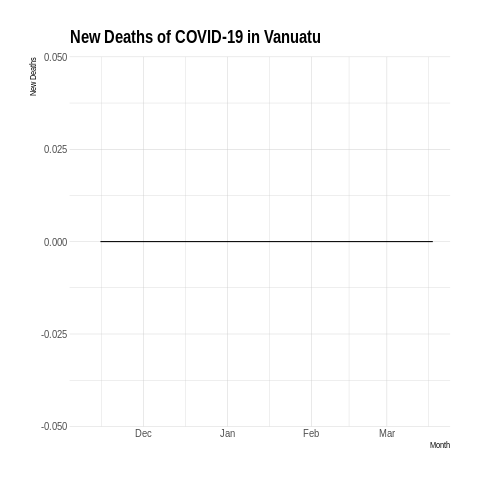 New Deaths of COVID-19 in Vanuatu
New Deaths
0.050
0.025
0.000
-0.025
-0.050
Dec Jan Feb Mar
Month